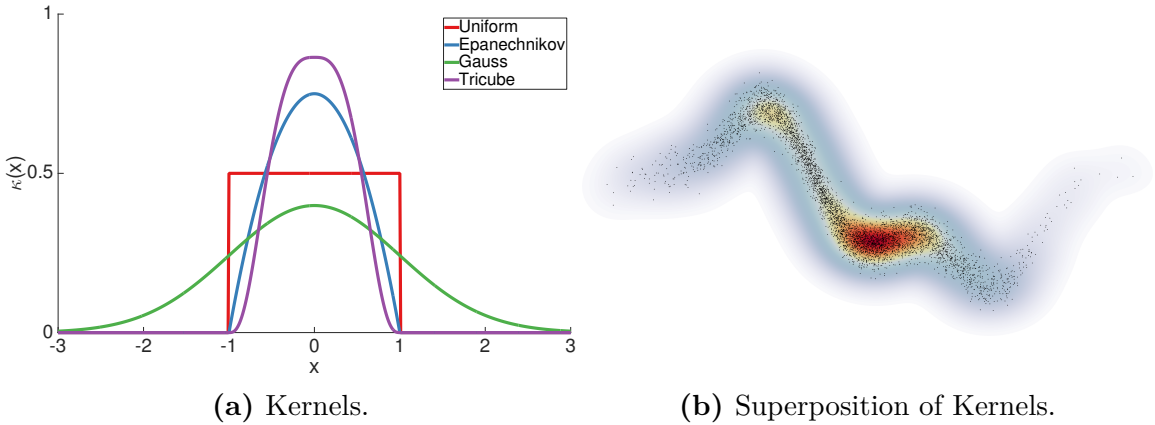 1
Uniform
Epanechnikov
Gauss
Tricube
κ(x)
0.5
0
-3 -2 -1 0 1 2 3
x
(a) Kernels.
(b) Superposition of Kernels.